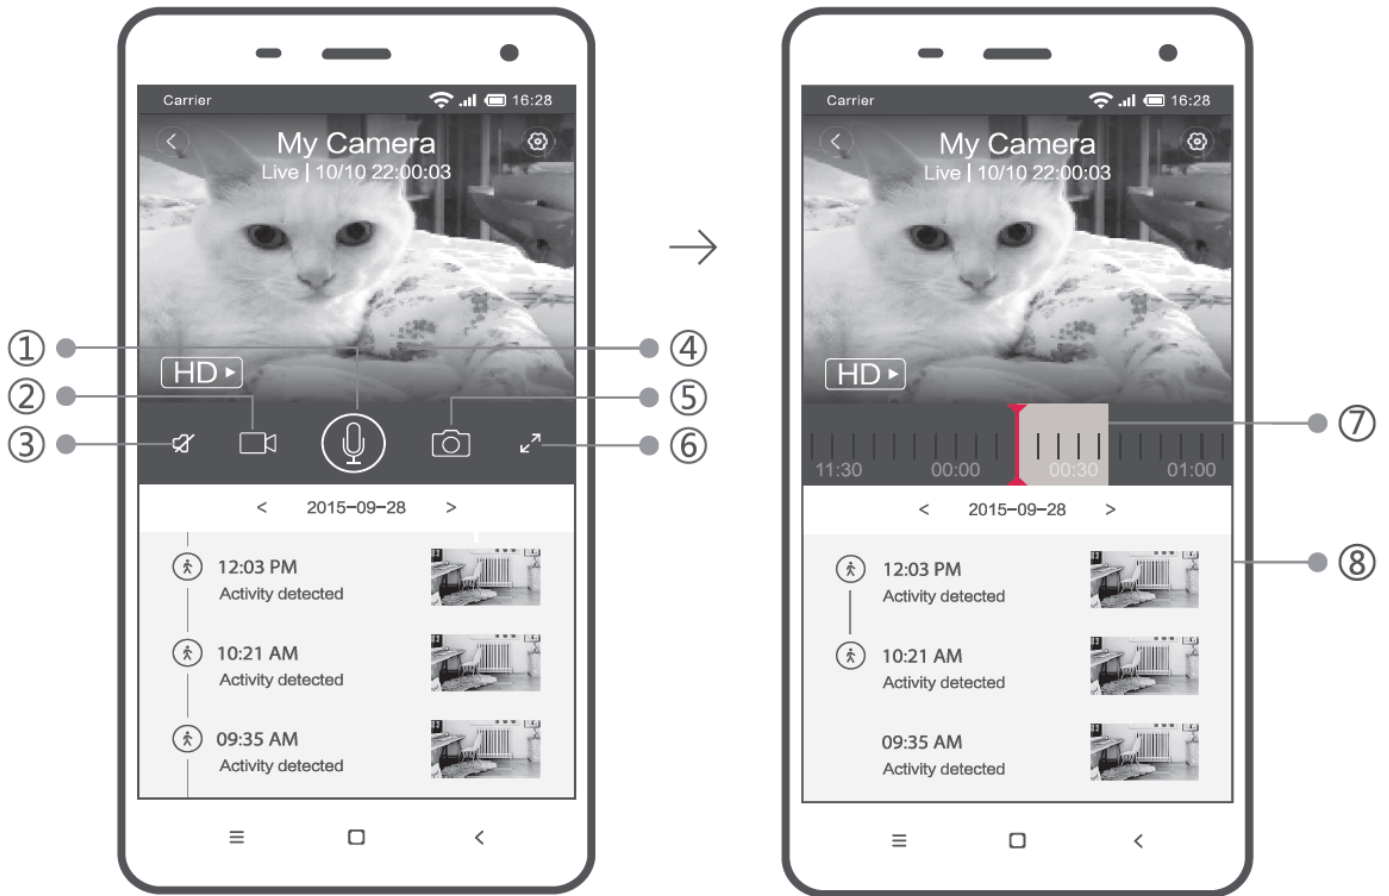 Carrier 16:28
My Camera
Live | 10/10 22:00:03
HD
① ④
② ⑤
③ ⑥
< 2015-09-28 >
12:03 PM
Activity detected
10:21 AM
Activity detected
09:35 AM
Activity detected
Carrier 16:28
My Camera
Live | 10/10 22:00:03
HD
⑦
11:30 00:00 00:30 01:00
< 2015-09-28 >
⑧
12:03 PM
Activity detected
10:21 AM
Activity detected
09:35 AM
Activity detected